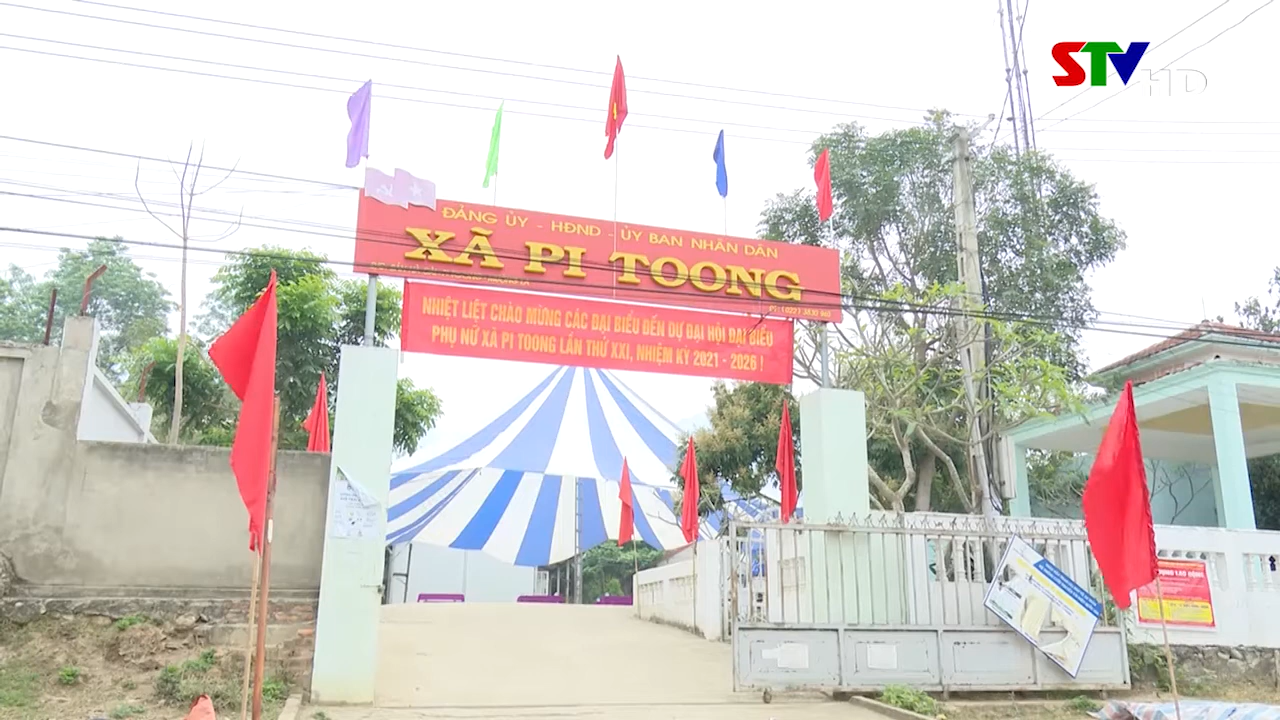 STV HD
ĐẢNG ỦY - HĐND - ỦY BAN NHÂN DÂN
XÃ PI TOONG
NHIỆT LIỆT CHÀO MỪNG CÁC ĐẠI BIỂU ĐẾN DỰ ĐẠI HỘI ĐẠI BIỂU
PHỤ NỮ XÃ PI TOONG LẦN THỨ XXI, NHIỆM KỲ 2021 - 2026 !